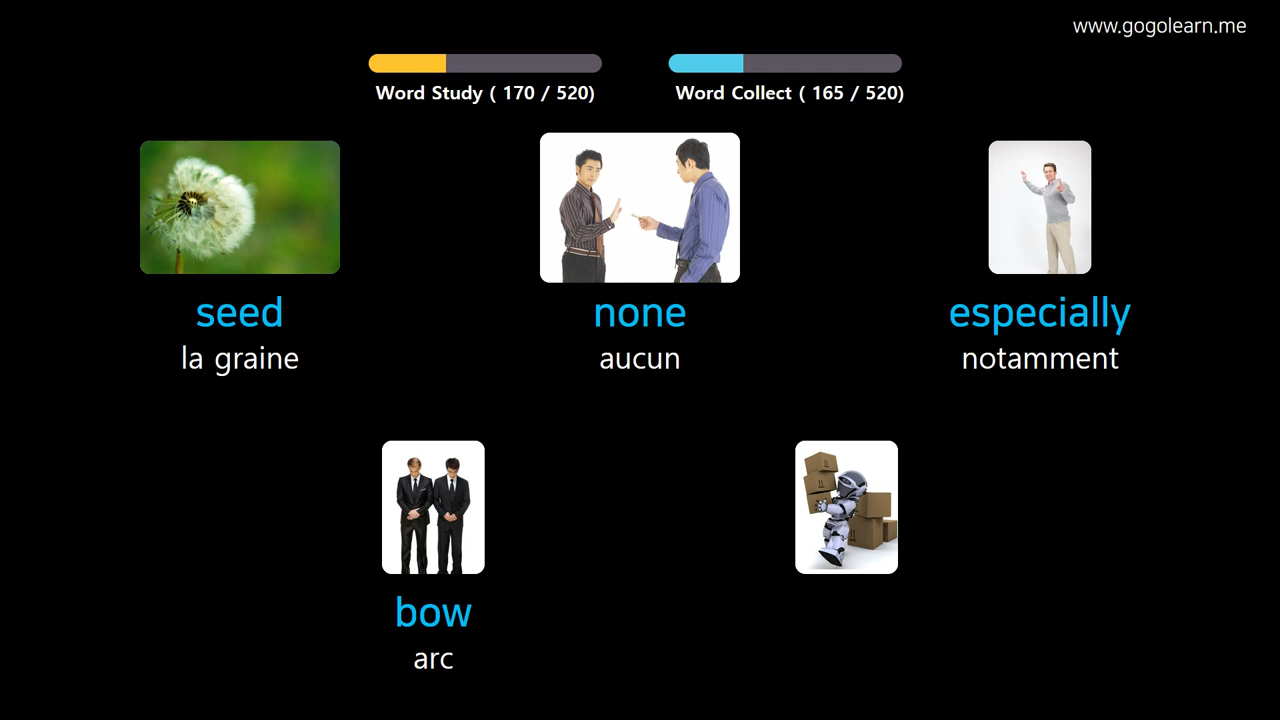 www.gogolearn.me
Word Study ( 170 / 520)
Word Collect ( 165 / 520)
seed
la graine
none
aucun
especially
notamment
bow
arc